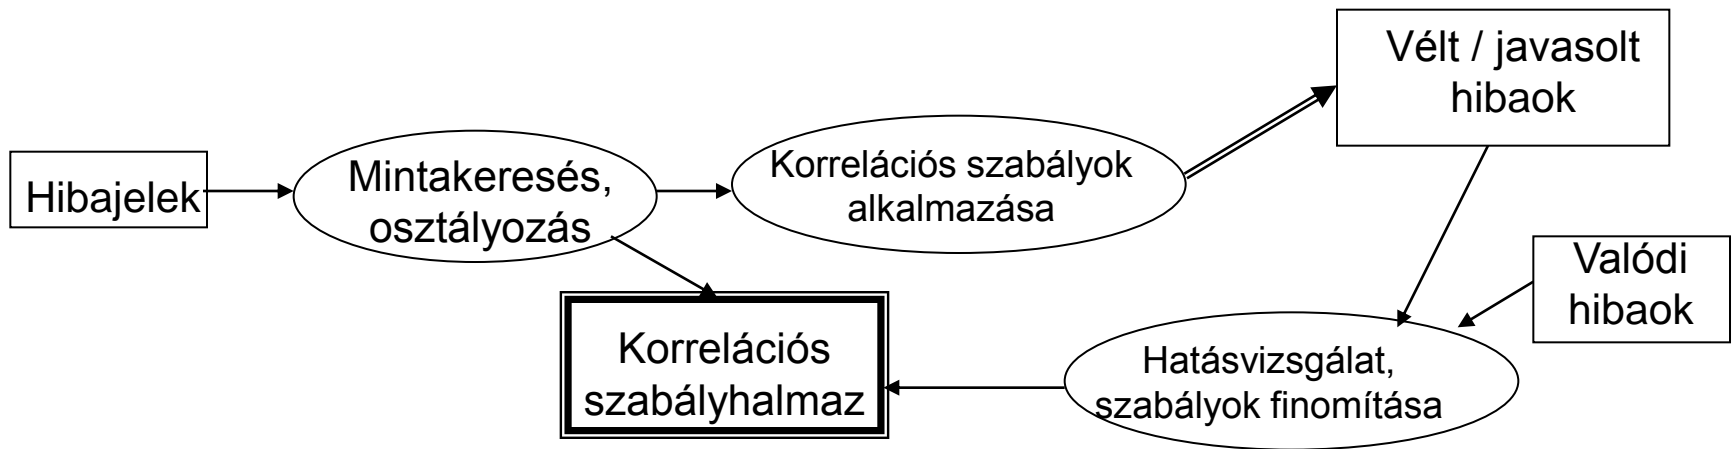 Hibajelek
Mintakeresés,
osztályozás
Korrelációs szabályok
alkalmazása
Vélt / javasolt
hibaok
Valódi
hibaok
Hatásvizsgálat,
szabályok finomítása
Korrelációs
szabályhalmaz